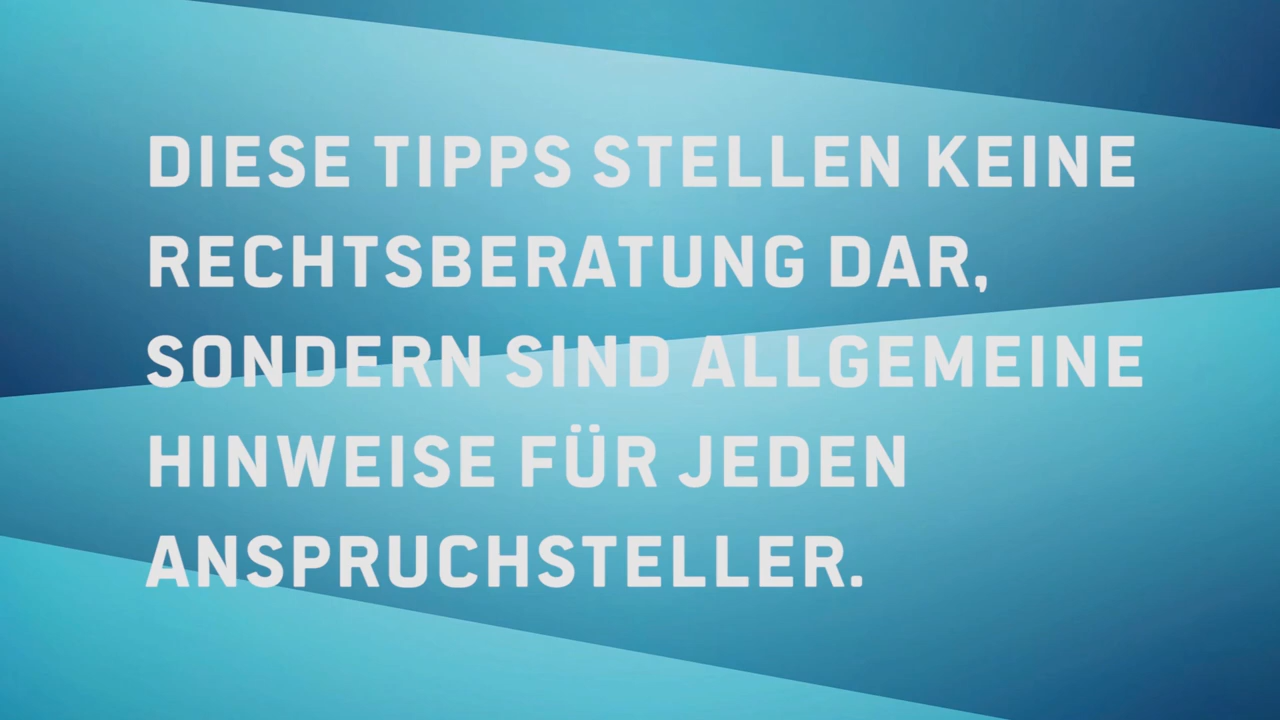 DIESE TIPPS STELLEN KEINE
RECHTSBERATUNG DAR,
SONDERN SIND ALLGEMEINE
HINWEISE FÜR JEDEN
ANSPRUCHSTELLER.